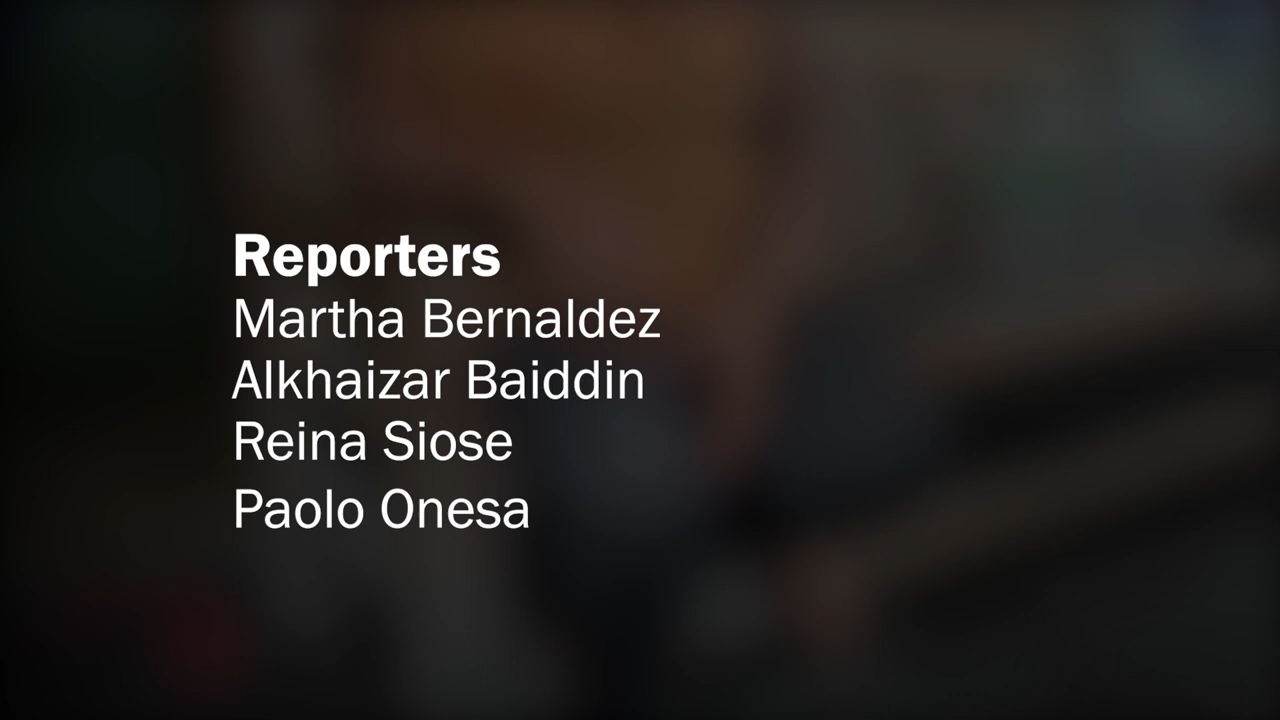 Reporters
Martha Bernaldez
Alkhaizar Baiddin
Reina Siose
Paolo Onesa